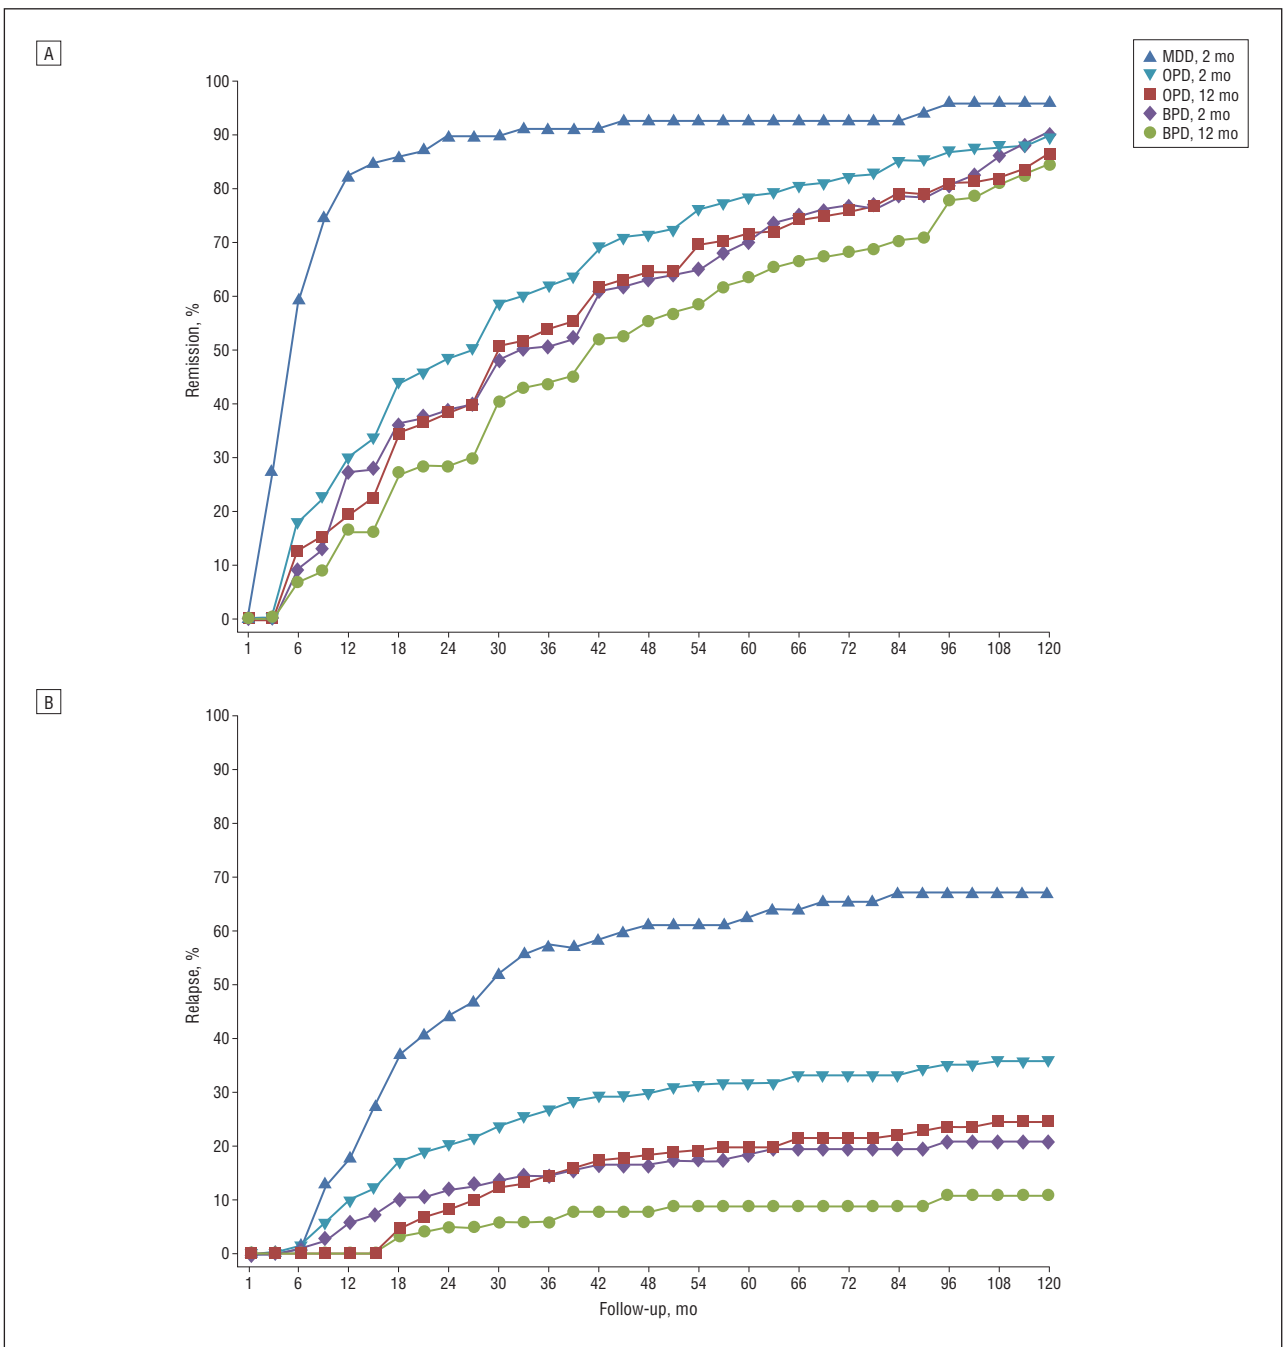 A
MDD, 2 mo
OPD, 2 mo
OPD, 12 mo
BPD, 2 mo
BPD, 12 mo
100
90
80
70
60
50
40
30
20
10
0
Remission, %
1 6 12 18 24 30 36 42 48 54 60 66 72 84 96 108 120
B
100
90
80
70
60
50
40
30
20
10
0
Relapse, %
1 6 12 18 24 30 36 42 48 54 60 66 72 84 96 108 120
Follow-up, mo